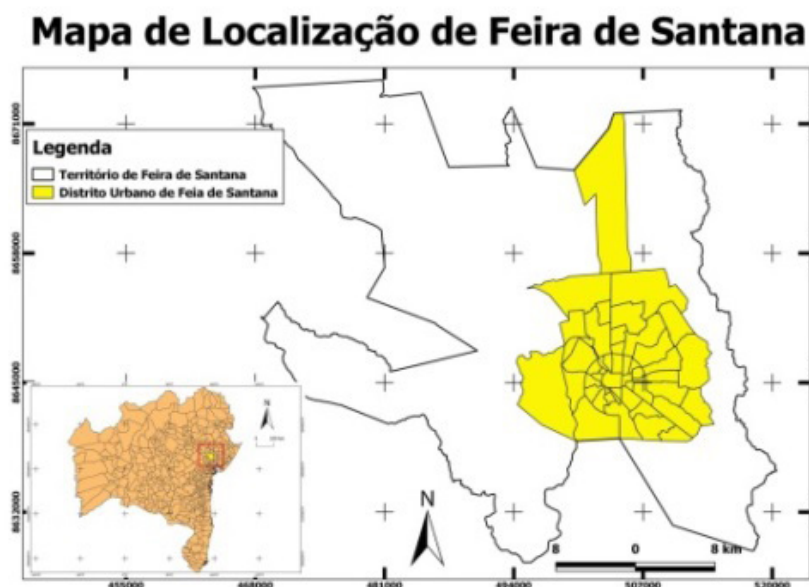 Mapa de Localização de Feira de Santana
8671000
Legenda
Território de Feira de Santana
Distrito Urbano de Feia de Santana
8658000
8645000
8632000
N
N
8 0 8 km
455000 468000 481000 494000 507000 520000